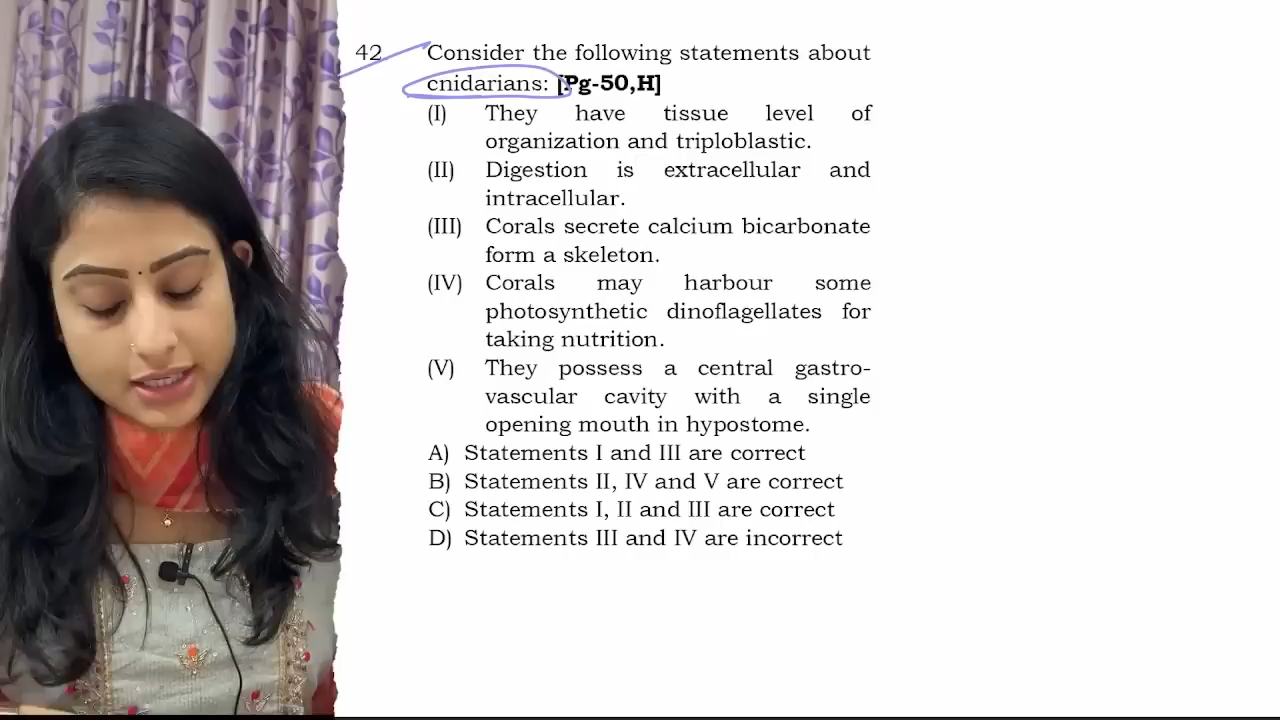 42 Consider the following statements about
cnidarians: [Pg-50,H]
(I) They have tissue level of
organization and triploblastic.
(II) Digestion is extracellular and
intracellular.
(III) Corals secrete calcium bicarbonate
form a skeleton.
(IV) Corals may harbour some
photosynthetic dinoflagellates for
taking nutrition.
(V) They possess a central gastro-
vascular cavity with a single
opening mouth in hypostome.
A) Statements I and III are correct
B) Statements II, IV and V are correct
C) Statements I, II and III are correct
D) Statements III and IV are incorrect